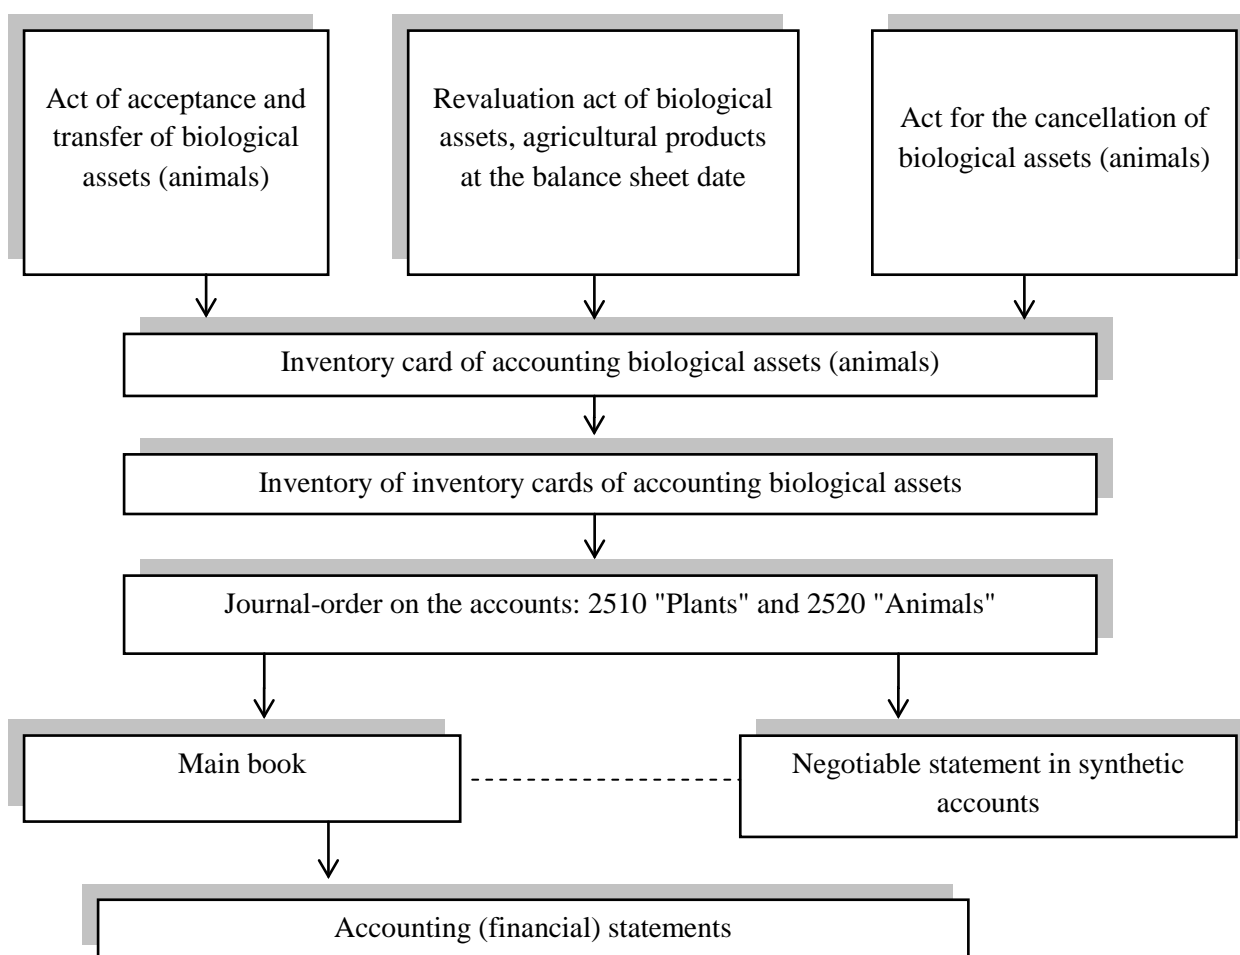 Act of acceptance and
transfer of biological
assets (animals)
Revaluation act of biological
assets, agricultural products
at the balance sheet date
Act for the cancellation of
biological assets (animals)
Inventory card of accounting biological assets (animals)
Inventory of inventory cards of accounting biological assets
Journal-order on the accounts: 2510 "Plants" and 2520 "Animals"
Main book
Negotiable statement in synthetic
accounts
Accounting (financial) statements